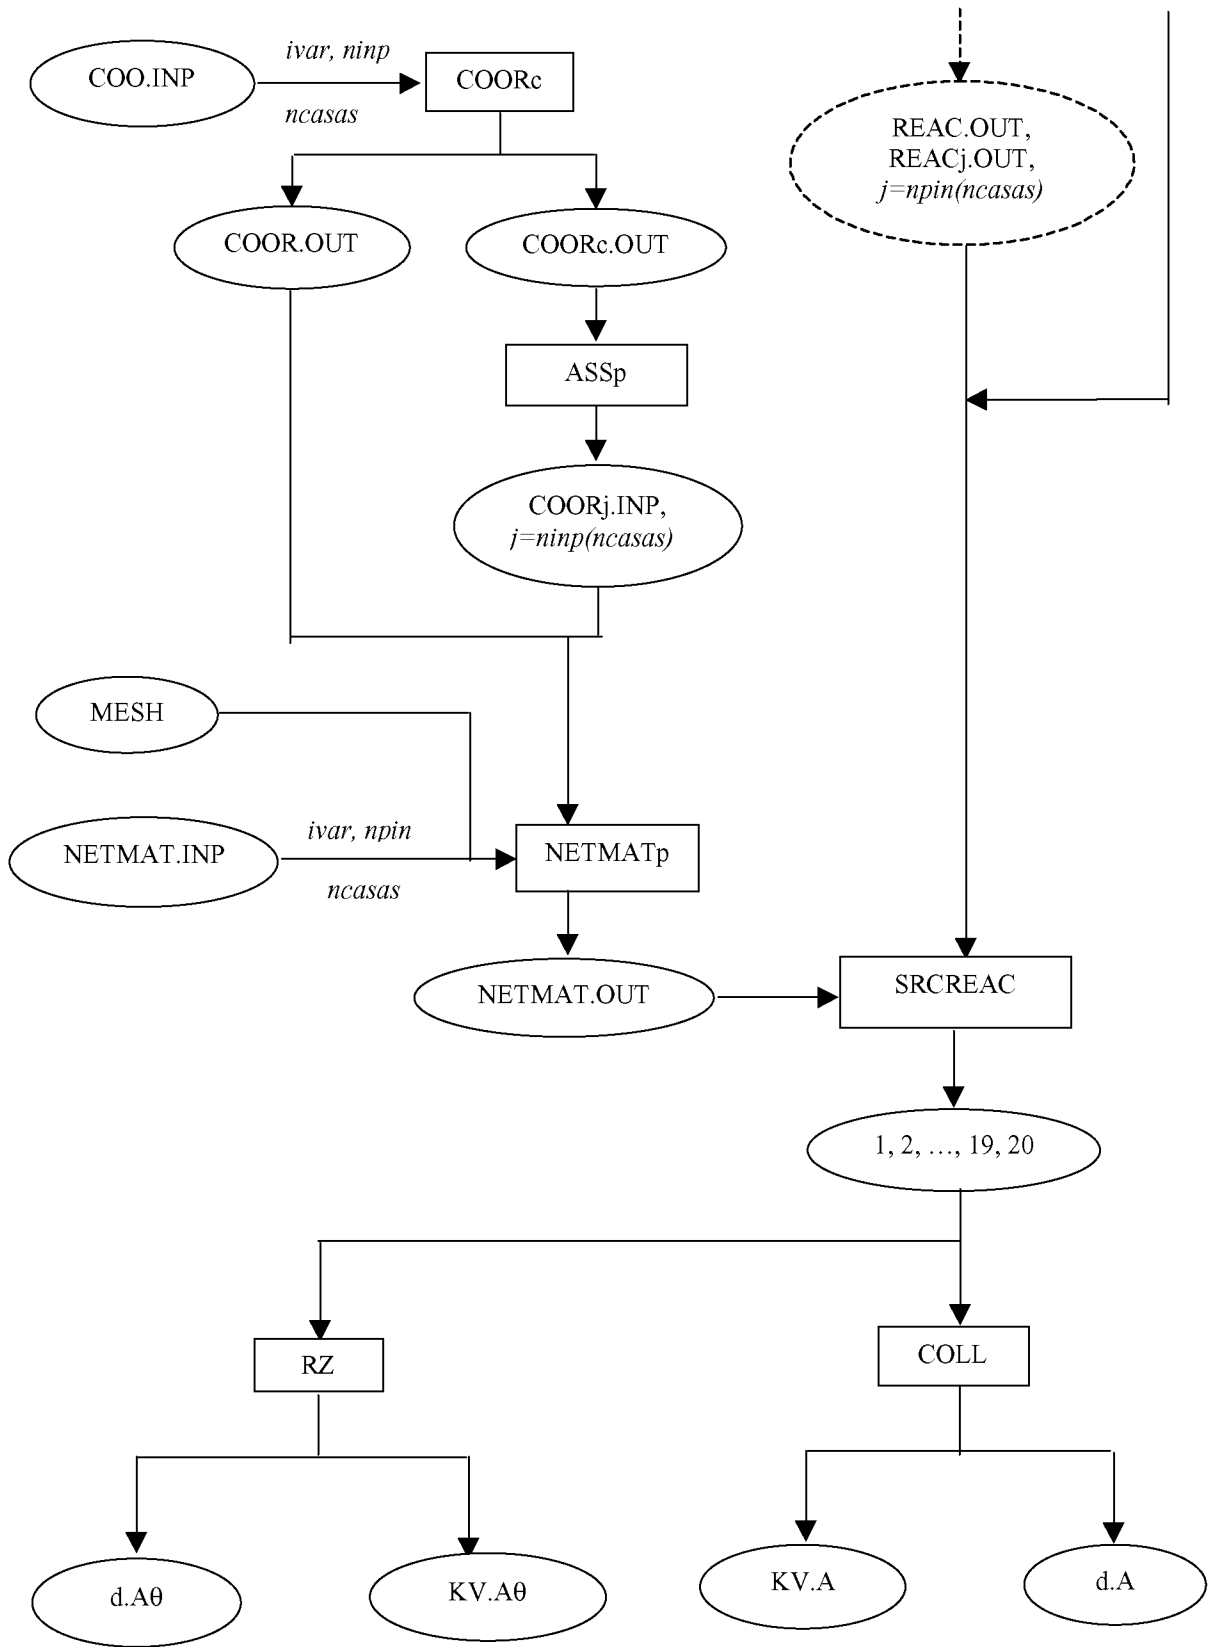 ivar, ninp
COO.INP
COORc
ncasas
REAC.OUT,
REACj.OUT,
j=npin(ncasas)
COOR.OUT
COORc.OUT
ASSp
COORj.INP,
j=ninp(ncasas)
MESH
ivar, npin
NETMAT.INP
NETMATp
ncasas
NETMAT.OUT
SRCREAC
1, 2, …, 19, 20
RZ
COLL
d.Aθ
KV.Aθ
KV.A
d.A